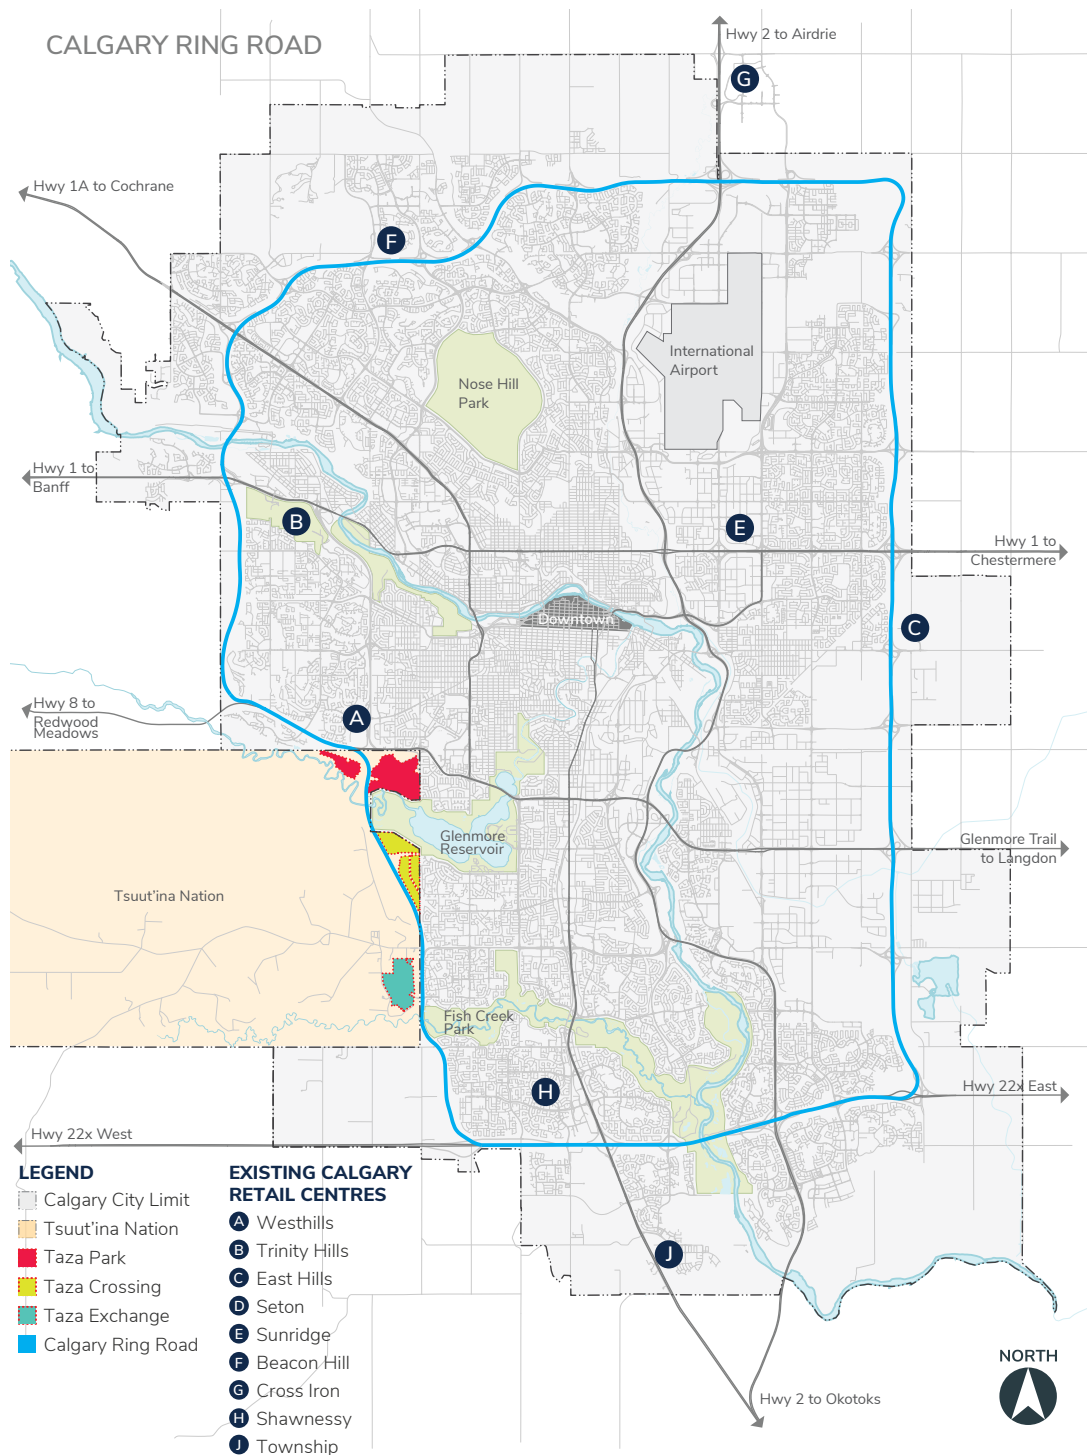 CALGARY RING ROAD
Hwy 2 to Airdrie
G
Hwy 1A to Cochrane
F
International
Airport
Nose Hill
Park
Hwy 1 to
Banff
B
E
Hwy 1 to
Chestermere
Downtown
C
Hwy 8 to
Redwood
Meadows
A
Glenmore
Reservoir
Glenmore Trail
to Langdon
Tsuut'ina Nation
Fish Creek
Park
H
Hwy 22x East
Hwy 22x West
J
LEGEND
Calgary City Limit
Tsuut'ina Nation
Taza Park
Taza Crossing
Taza Exchange
Calgary Ring Road
EXISTING CALGARY
RETAIL CENTRES
A Westhills
B Trinity Hills
C East Hills
D Seton
E Sunridge
F Beacon Hill
G Cross Iron
H Shawnessy
J Township
Hwy 2 to Okotoks
NORTH